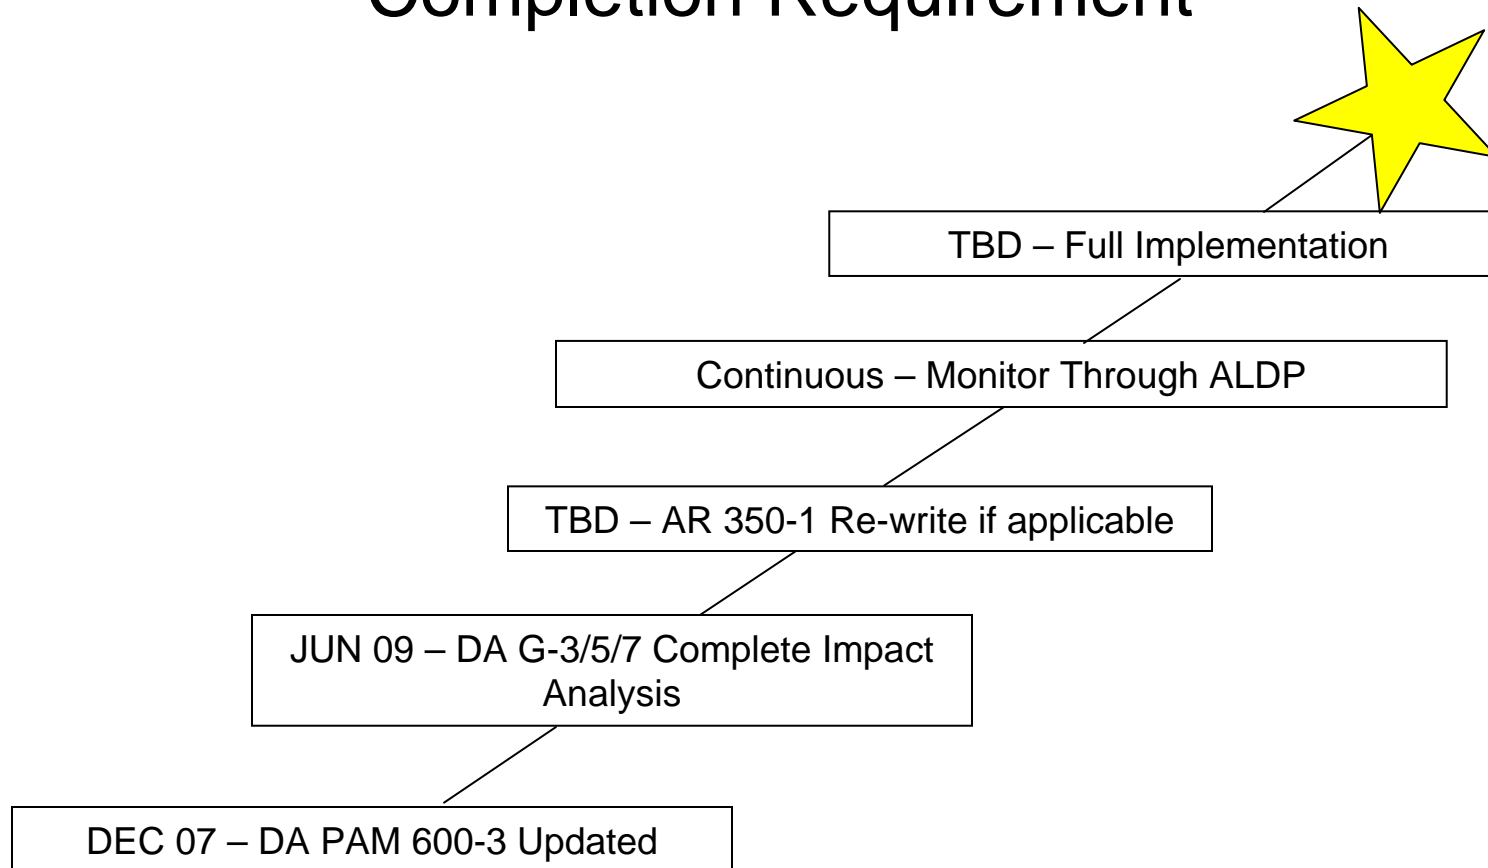 Completion Requirement
TBD – Full Implementation
Continuous – Monitor Through ALDP
TBD – AR 350-1 Re-write if applicable
JUN 09 – DA G-3/5/7 Complete Impact
Analysis
DEC 07 – DA PAM 600-3 Updated